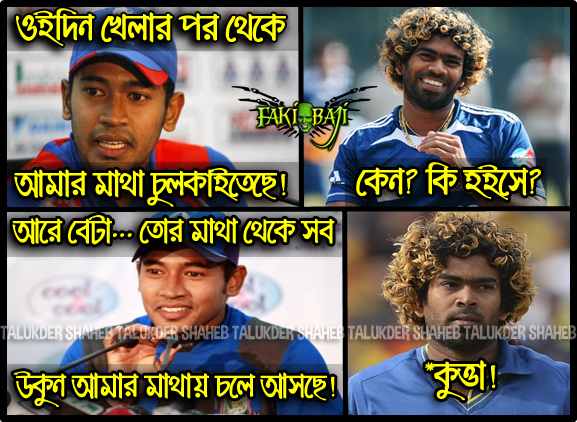 ওইদিন খেলার পর থেকে
আমার মাথা চুলকাইতেছে!
FAKIBAJI
কেন? কি হইসে?
আরে বেটা... তোর মাথা থেকে সব
উকুন আমার মাথায় চলে আসছে!
TALUKDER SHAHEB TALUKDER SHAHEB TALUKDER SHAHEB TALUKDER SHAHEB
*কুত্তা!